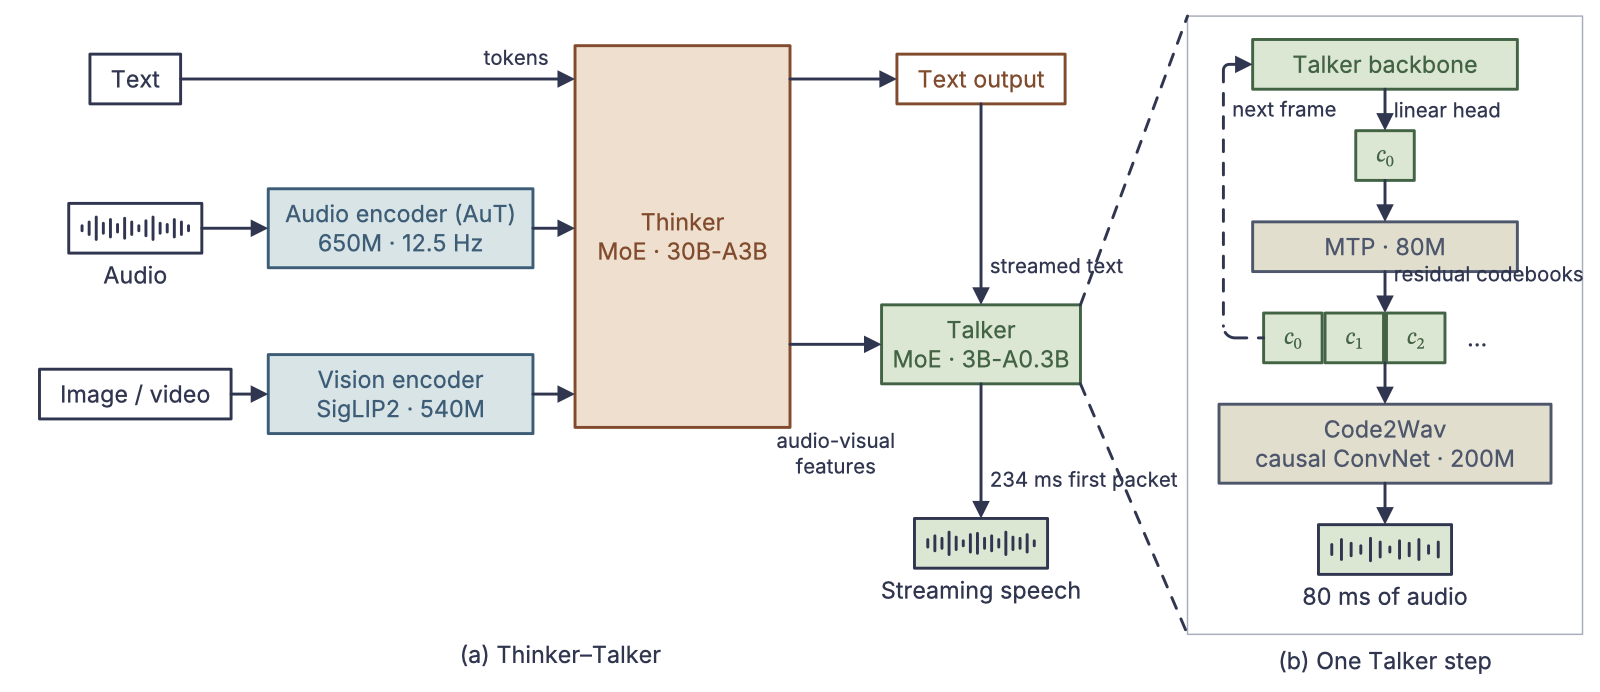 Text
tokens
Text output
Audio encoder (AuT)
650M · 12.5 Hz
Audio
Thinker
MoE · 30B-A3B
streamed text
Talker
MoE · 3B-A0.3B
Image / video
Vision encoder
SigLIP2 · 540M
audio-visual
features
234 ms first packet
Streaming speech
(a) Thinker–Talker
Talker backbone
next frame
linear head
c₀
MTP · 80M
residual codebooks
c₀ c₁ c₂ ...
Code2Wav
causal ConvNet · 200M
80 ms of audio
(b) One Talker step